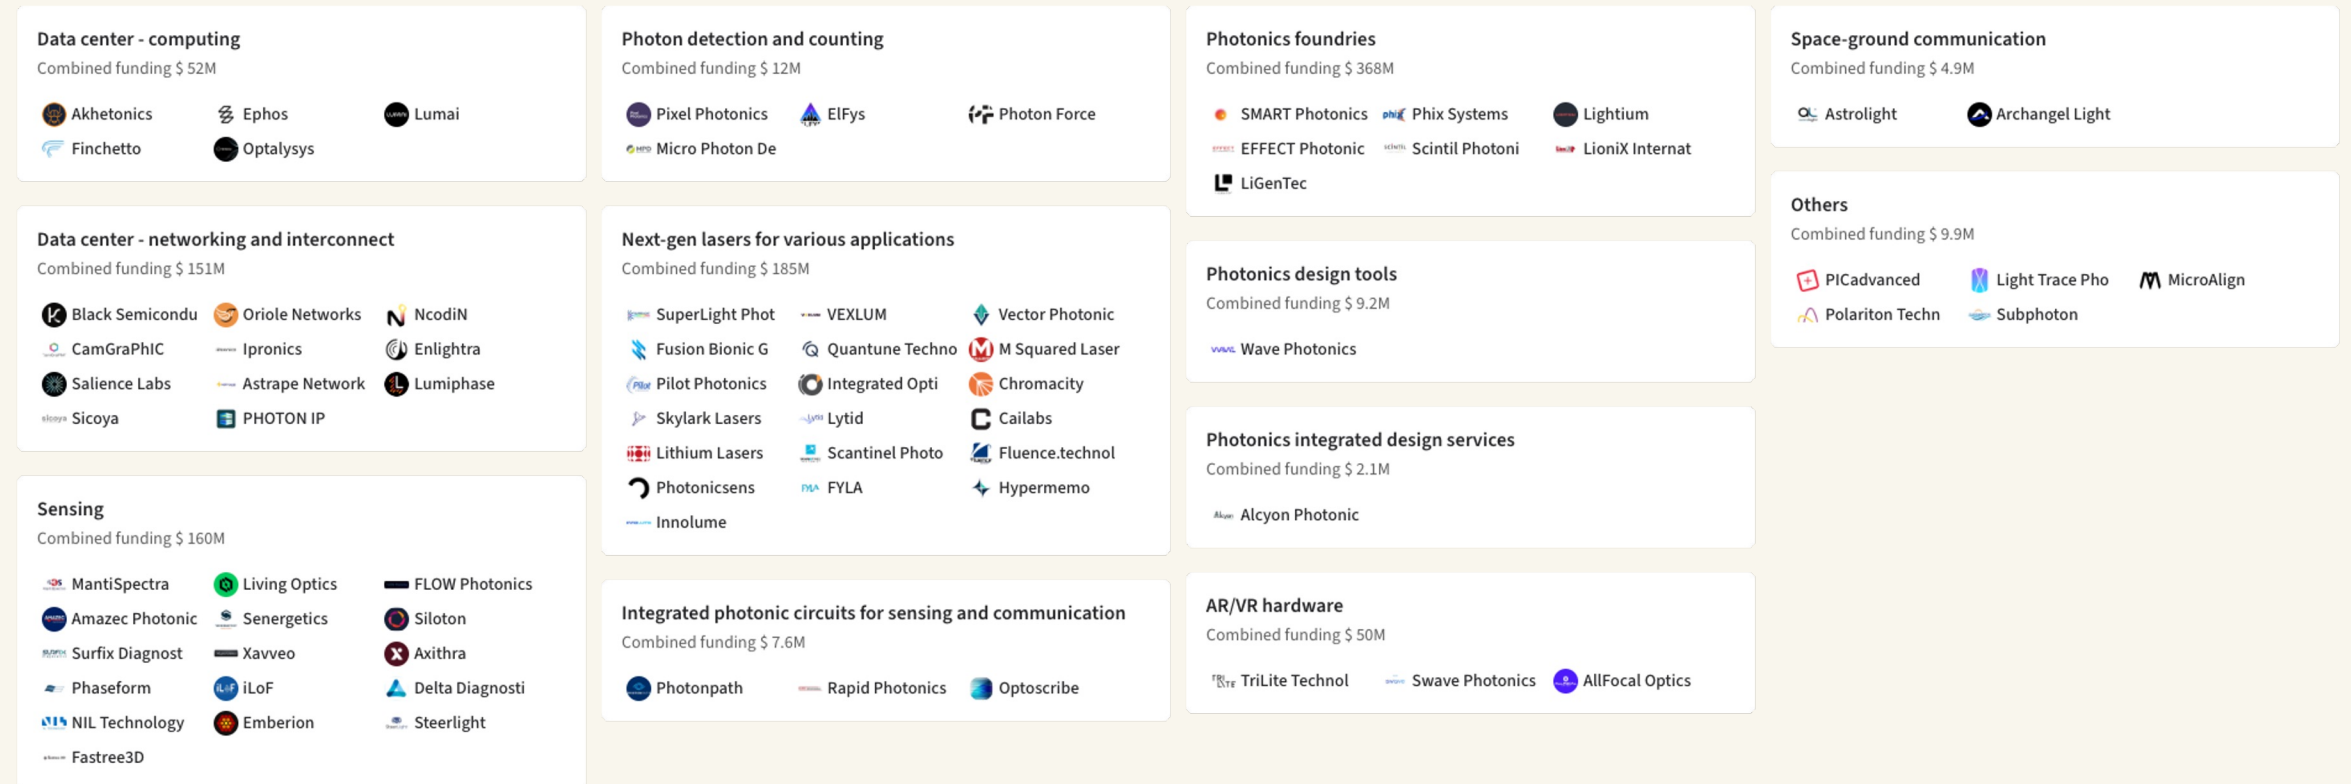 Data center - computing
Combined funding $ 52M
Akhetonics Ephos Lumai
Finchetto Optalysys
Data center - networking and interconnect
Combined funding $ 151M
Black Semicondu Oriole Networks NcodiN
CamGraPhIC Ipronics Enlightra
Salience Labs Astrape Network Lumiphase
Sicoya PHOTON IP
Sensing
Combined funding $ 160M
MantiSpectra Living Optics FLOW Photonics
Amazec Photonic Senergetics Siloton
Surfix Diagnost Xavveo Axithra
Phaseform iLoF Delta Diagnosti
NIL Technology Emberion Steerlight
Fastree3D
Photon detection and counting
Combined funding $ 12M
Pixel Photonics ElFys Photon Force
Micro Photon De
Next-gen lasers for various applications
Combined funding $ 185M
SuperLight Phot VEXLUM Vector Photonic
Fusion Bionic G Quantune Techno M Squared Laser
Pilot Photonics Integrated Opti Chromacity
Skylark Lasers Lytid Cailabs
Lithium Lasers Scantinel Photo Fluence.technol
Photonicsens FYLA Hypermemo
Innolume
Integrated photonic circuits for sensing and communication
Combined funding $ 7.6M
Photonpath Rapid Photonics Optoscribe
Photonics foundries
Combined funding $ 368M
SMART Photonics Phix Systems Lightium
EFFECT Photonic Scintil Photoni LioniX Internat
LiGenTec
Photonics design tools
Combined funding $ 9.2M
Wave Photonics
Photonics integrated design services
Combined funding $ 2.1M
Alcyon Photonic
AR/VR hardware
Combined funding $ 50M
TriLite Technol Swave Photonics AllFocal Optics
Space-ground communication
Combined funding $ 4.9M
Astrolight Archangel Light
Others
Combined funding $ 9.9M
PICadvanced Light Trace Pho MicroAlign
Polariton Techn Subphoton